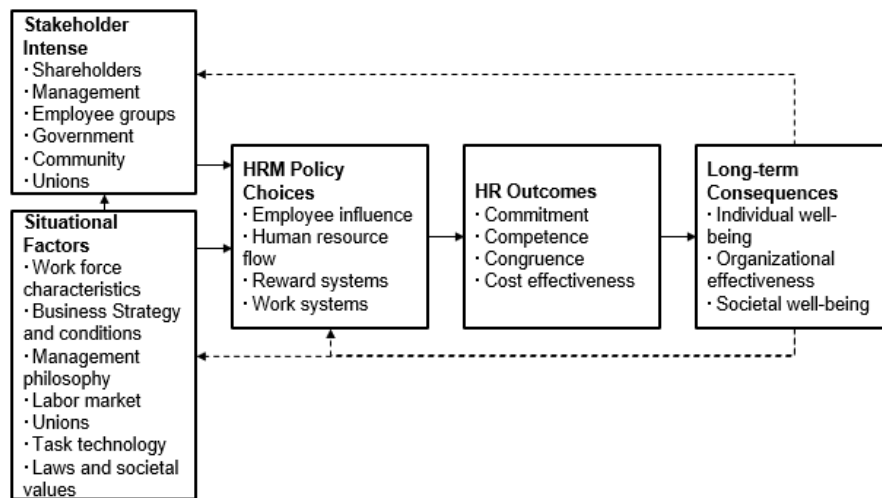 Stakeholder
Intense
· Shareholders
· Management
· Employee groups
· Government
· Community
· Unions
Situational
Factors
· Work force
characteristics
· Business Strategy
and conditions
· Management
philosophy
· Labor market
· Unions
· Task technology
· Laws and societal
values
HRM Policy
Choices
· Employee influence
· Human resource
flow
· Reward systems
· Work systems
HR Outcomes
· Commitment
· Competence
· Congruence
· Cost effectiveness
Long-term
Consequences
· Individual well-
being
· Organizational
effectiveness
· Societal well-being